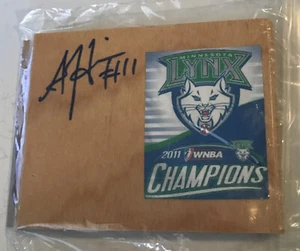 MINNESOTA
LYNX
#11
2011 WNBA
CHAMPIONS